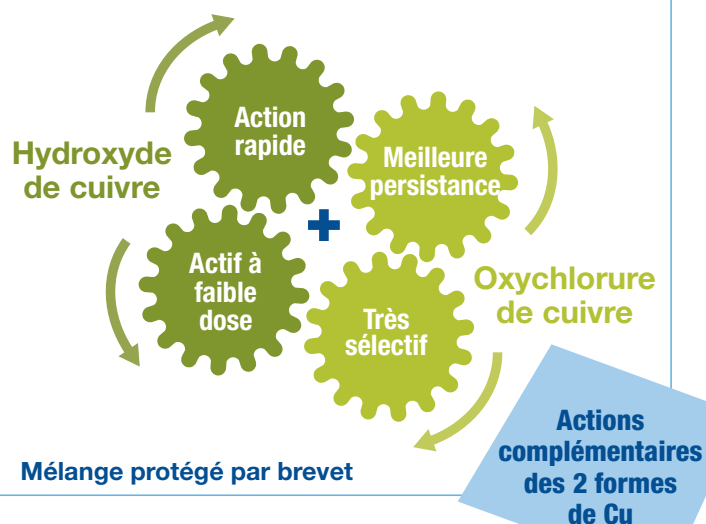 Action
rapide
Hydroxyde
de cuivre
Meilleure
persistance
+
Actif à
faible
dose
Oxychlorure
de cuivre
Très
sélectif
Actions
complémentaires
des 2 formes
de Cu
Mélange protégé par brevet